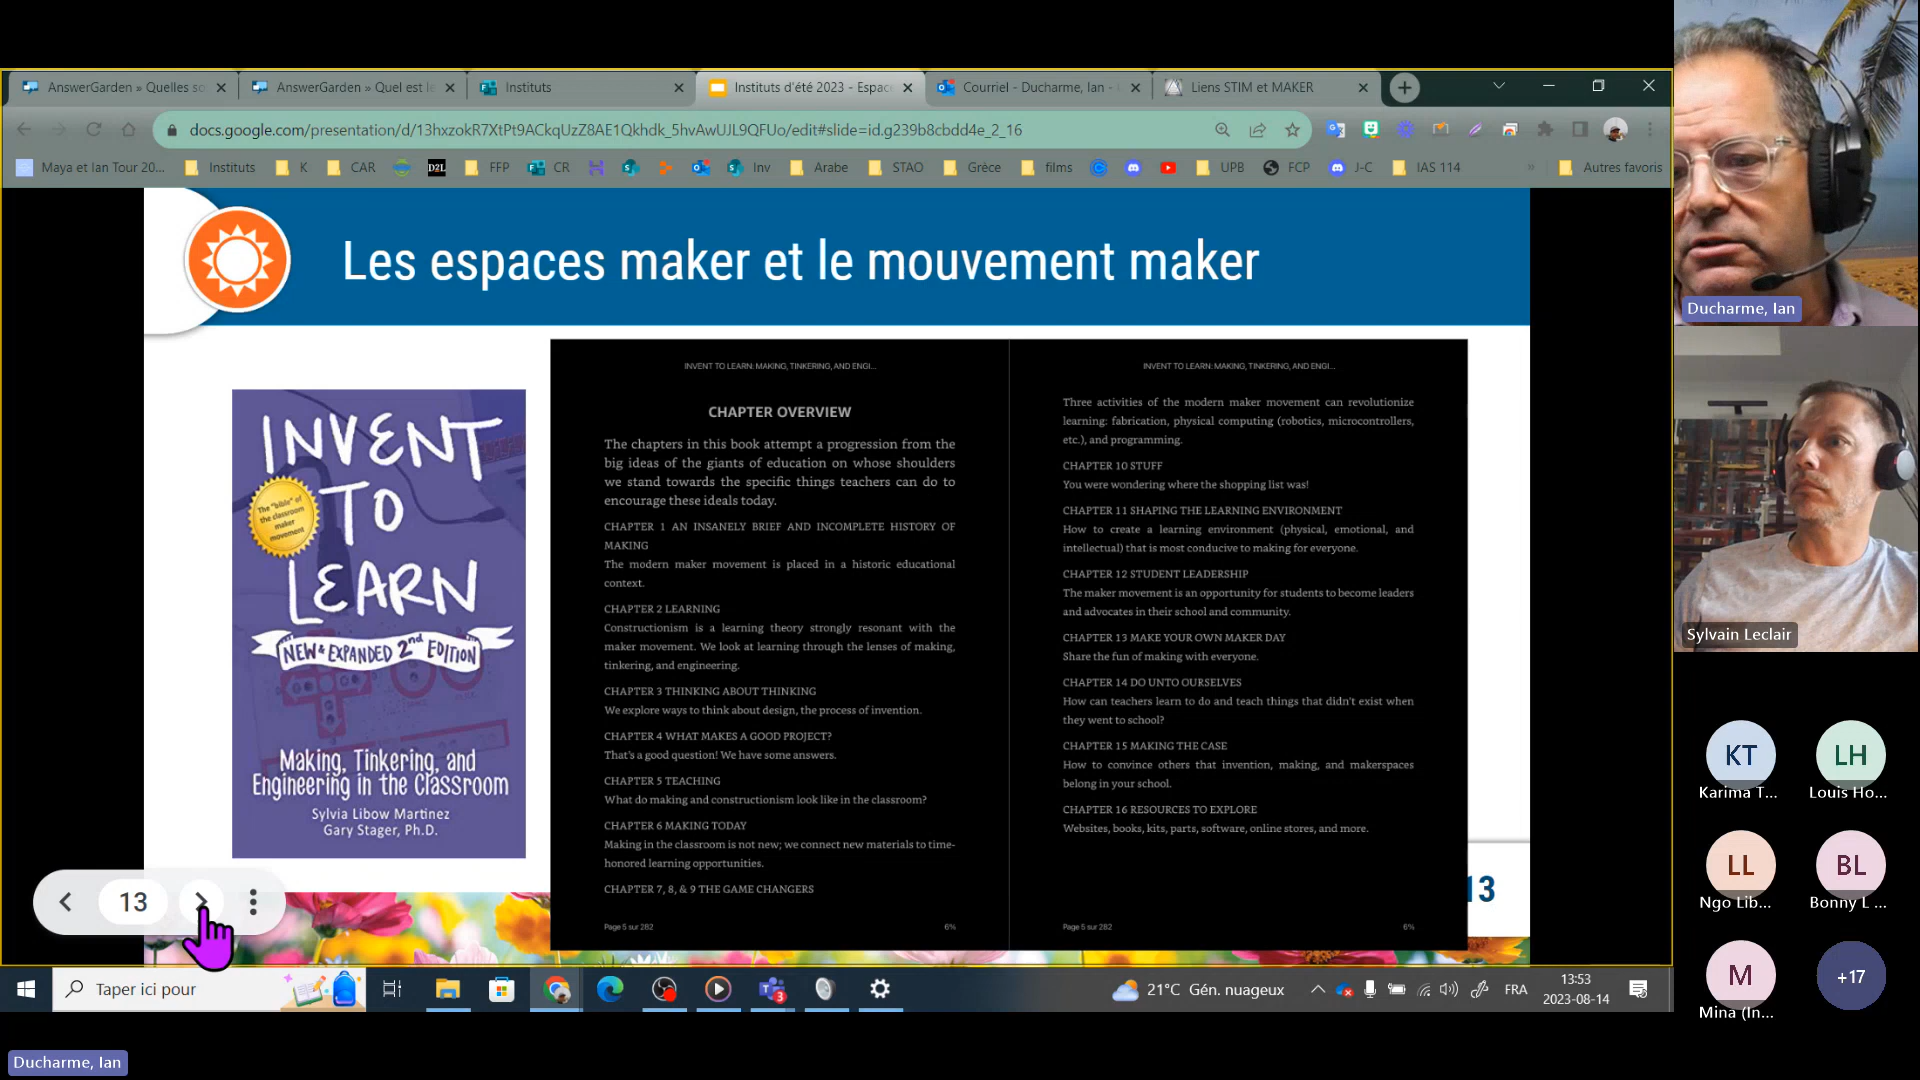 AnswerGarden » Quelles so
AnswerGarden » Quel est le
Instituts
Instituts d'été 2023 - Espac
Courriel - Ducharme, Ian -
Liens STIM et MAKER
docs.google.com/presentation/d/13hxzokR7XtPt9ACkqUzZ8AE1Qkhdk_5hvAwUJL9QFUo/edit#slide=id.g239b8cbdd4e_2_16
Maya et Ian Tour 20...
Instituts
K
CAR
D2L
FFP
CR
Inv
Arabe
STAO
Grèce
films
UPB
FCP
J-C
IAS 114
»
Autres favoris
Les espaces maker et le mouvement maker
INVENT
TO
LEARN
The "bible" of
the classroom
maker
movement
NEW & EXPANDED 2nd EDITION
Making, Tinkering, and
Engineering in the Classroom
Sylvia Libow Martinez
Gary Stager, Ph.D.
INVENT TO LEARN: MAKING, TINKERING, AND ENGI...
CHAPTER OVERVIEW
The chapters in this book attempt a progression from the
big ideas of the giants of education on whose shoulders
we stand towards the specific things teachers can do to
encourage these ideals today.
CHAPTER 1 AN INSANELY BRIEF AND INCOMPLETE HISTORY OF
MAKING
The modern maker movement is placed in a historic educational
context.
CHAPTER 2 LEARNING
Constructionism is a learning theory strongly resonant with the
maker movement. We look at learning through the lenses of making,
tinkering, and engineering.
CHAPTER 3 THINKING ABOUT THINKING
We explore ways to think about design, the process of invention.
CHAPTER 4 WHAT MAKES A GOOD PROJECT?
That's a good question! We have some answers.
CHAPTER 5 TEACHING
What do making and constructionism look like in the classroom?
CHAPTER 6 MAKING TODAY
Making in the classroom is not new; we connect new materials to time-
honored learning opportunities.
CHAPTER 7, 8, & 9 THE GAME CHANGERS
Page 5 sur 282
6%
INVENT TO LEARN: MAKING, TINKERING, AND ENGI...
Three activities of the modern maker movement can revolutionize
learning: fabrication, physical computing (robotics, microcontrollers,
etc.), and programming.
CHAPTER 10 STUFF
You were wondering where the shopping list was!
CHAPTER 11 SHAPING THE LEARNING ENVIRONMENT
How to create a learning environment (physical, emotional, and
intellectual) that is most conducive to making for everyone.
CHAPTER 12 STUDENT LEADERSHIP
The maker movement is an opportunity for students to become leaders
and advocates in their school and community.
CHAPTER 13 MAKE YOUR OWN MAKER DAY
Share the fun of making with everyone.
CHAPTER 14 DO UNTO OURSELVES
How can teachers learn to do and teach things that didn't exist when
they went to school?
CHAPTER 15 MAKING THE CASE
How to convince others that invention, making, and makerspaces
belong in your school.
CHAPTER 16 RESOURCES TO EXPLORE
Websites, books, kits, parts, software, online stores, and more.
Page 5 sur 282
6%
13
13
Taper ici pour
3
21°C Gén. nuageux
FRA
13:53
2023-08-14
Ducharme, Ian
Sylvain Leclair
KT
Karima T...
LH
Louis Ho...
LL
Ngo Lib...
BL
Bonny L ...
M
Mina (In...
+17
Ducharme, Ian